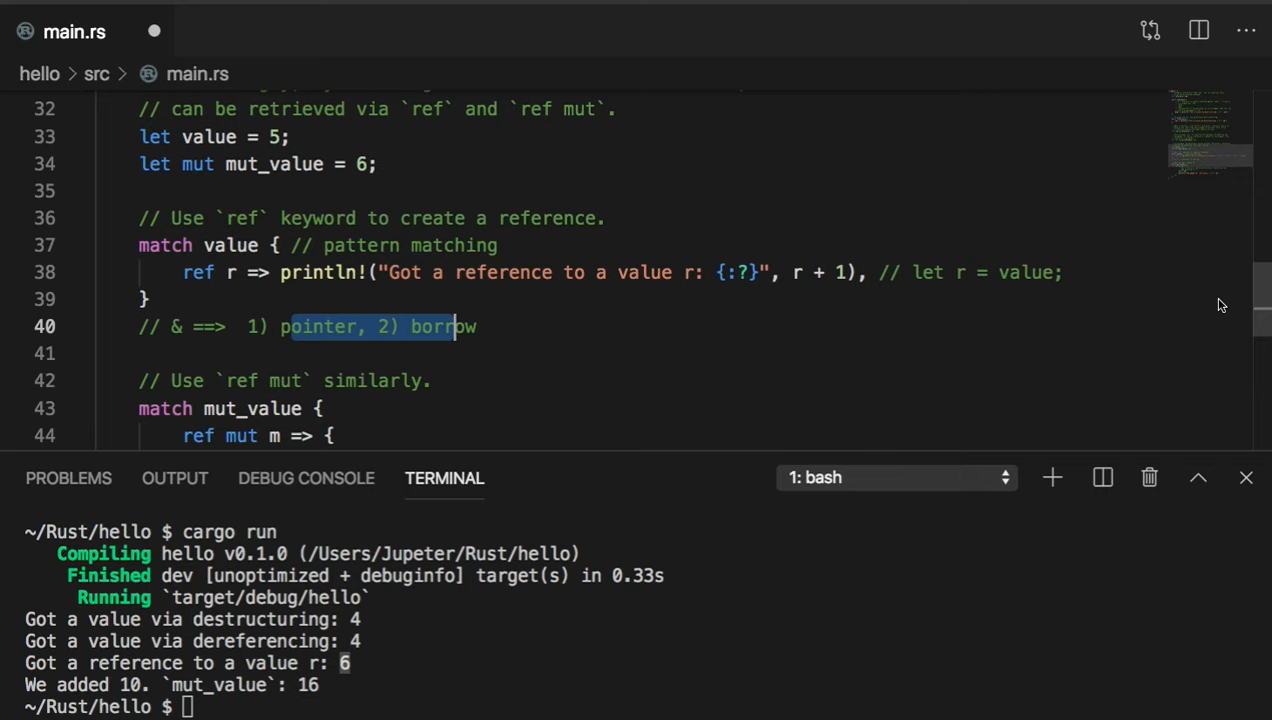 main.rs
hello > src > main.rs
32 // can be retrieved via `ref` and `ref mut`.
33 let value = 5;
34 let mut mut_value = 6;
35
36 // Use `ref` keyword to create a reference.
37 match value { // pattern matching
38 ref r => println!("Got a reference to a value r: {:?}", r + 1), // let r = value;
39 }
40 // & ==> 1) pointer, 2) borrow
41
42 // Use `ref mut` similarly.
43 match mut_value {
44 ref mut m => {
PROBLEMS OUTPUT DEBUG CONSOLE TERMINAL 1: bash
~/Rust/hello $ cargo run
Compiling hello v0.1.0 (/Users/Jupeter/Rust/hello)
Finished dev [unoptimized + debuginfo] target(s) in 0.33s
Running `target/debug/hello`
Got a value via destructuring: 4
Got a value via dereferencing: 4
Got a reference to a value r: 6
We added 10. `mut_value`: 16
~/Rust/hello $